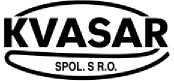 KVASAR
SPOL. S R.O.